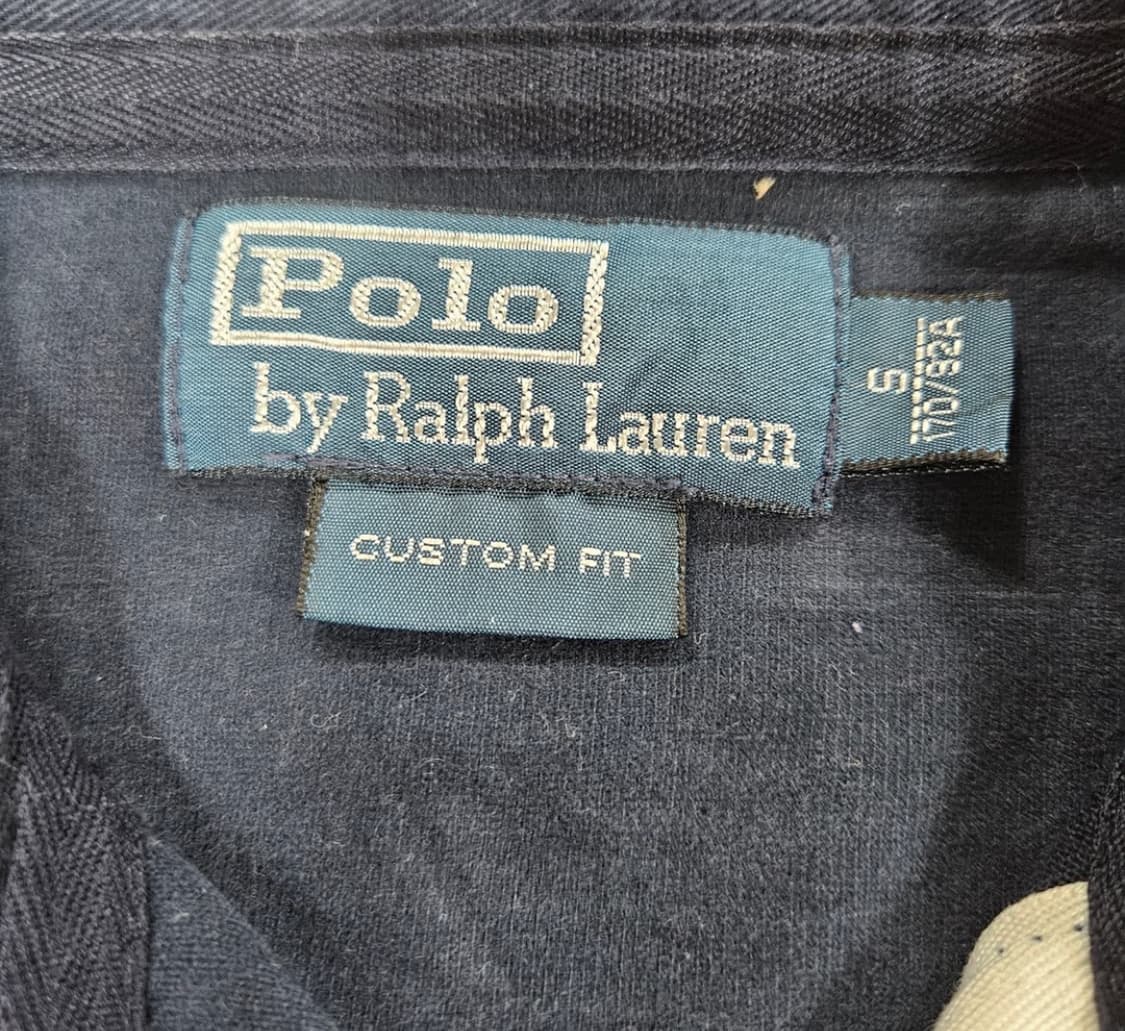 Polo
by Ralph Lauren
S
170/92A
CUSTOM FIT